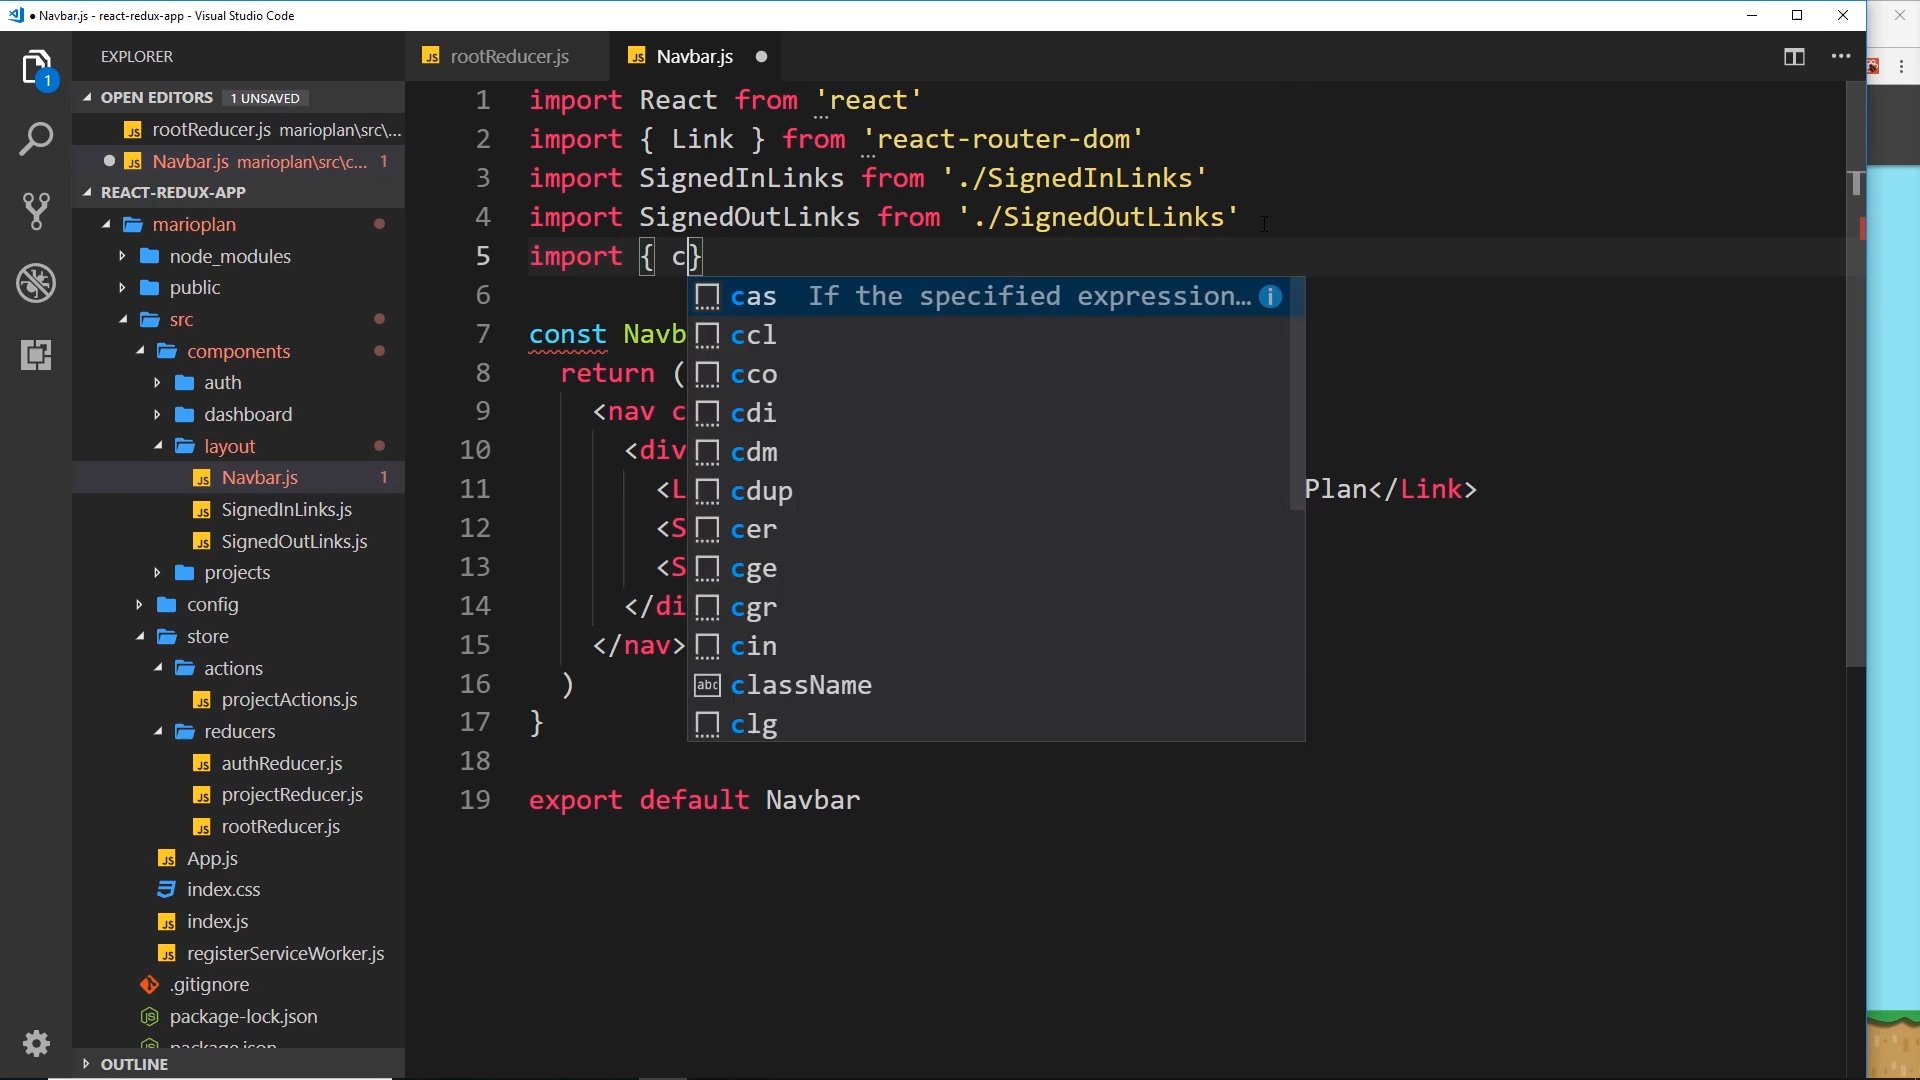 Navbar.js - react-redux-app - Visual Studio Code
EXPLORER
1
OPEN EDITORS 1 UNSAVED
rootReducer.js marioplan\src\...
Navbar.js marioplan\src\c... 1
REACT-REDUX-APP
marioplan
node_modules
public
src
components
auth
dashboard
layout
Navbar.js 1
SignedInLinks.js
SignedOutLinks.js
projects
config
store
actions
projectActions.js
reducers
authReducer.js
projectReducer.js
rootReducer.js
App.js
index.css
index.js
registerServiceWorker.js
.gitignore
package-lock.json
package.json
OUTLINE
rootReducer.js
Navbar.js
1 import React from 'react'
2 import { Link } from 'react-router-dom'
3 import SignedInLinks from './SignedInLinks'
4 import SignedOutLinks from './SignedOutLinks'
5 import { c}
6
7 const Navb
8 return (
9 <nav c
10 <div
11 <L Plan</Link>
12 <S
13 <S
14 </di
15 </nav>
16 )
17 }
18
19 export default Navbar
cas If the specified expression...
ccl
cco
cdi
cdm
cdup
cer
cge
cgr
cin
abc className
clg